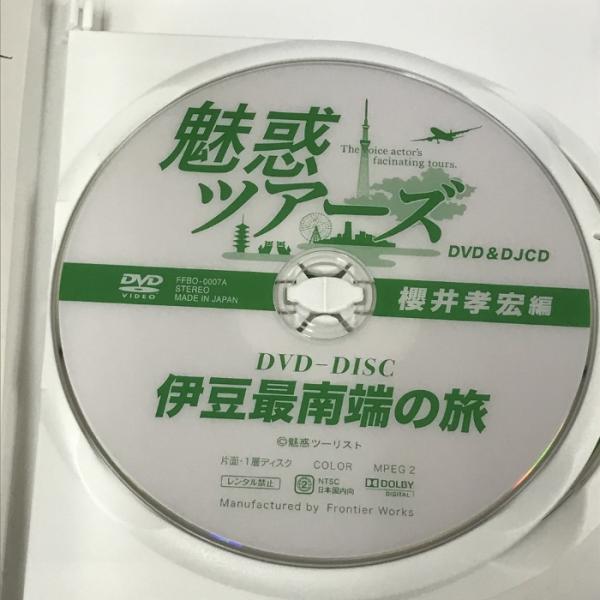 魅惑
ツアーズ
The voice actor's
facinating tours.
DVD & DJCD
DVD
VIDEO
FFBO-0007A
STEREO
MADE IN JAPAN
櫻井孝宏編
DVD-DISC
伊豆最南端の旅
©魅惑ツーリスト
片面・1層ディスク COLOR MPEG 2
レンタル禁止
2
NTSC
日本国内向
DOLBY
DIGITAL
Manufactured by Frontier Works